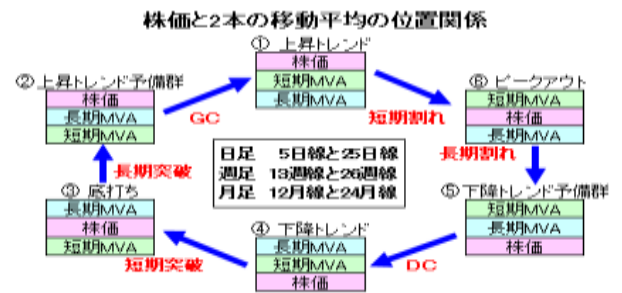 株価と2本の移動平均の位置関係
① 上昇トレンド
株価
短期MVA
長期MVA
② 上昇トレンド予備群
株価
長期MVA
短期MVA
GC
短期割れ
⑥ ピークアウト
短期MVA
株価
長期MVA
長期突破
日足 5日線と25日線
週足 13週線と26週線
月足 12月線と24月線
長期割れ
③ 底打ち
長期MVA
株価
短期MVA
④ 下降トレンド
長期MVA
短期MVA
株価
⑤ 下降トレンド予備群
短期MVA
長期MVA
株価
短期突破
DC